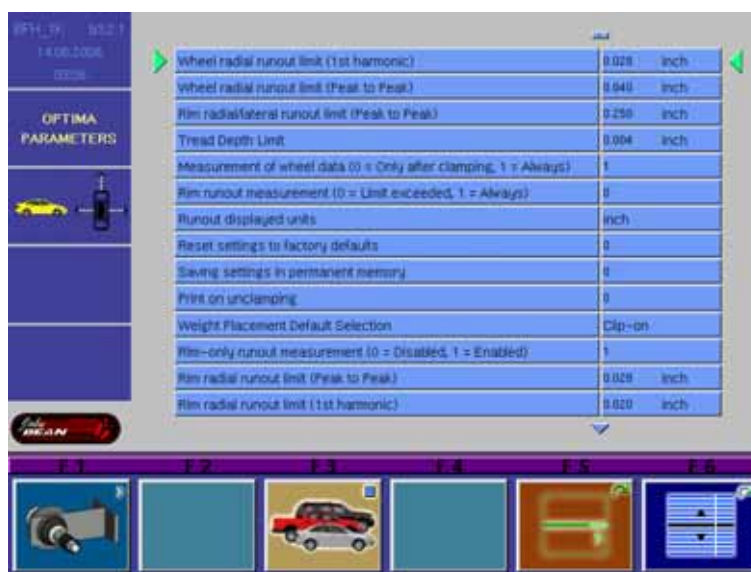 14.06.2006
OPTIMA
PARAMETERS
Wheel radial runout limit (1st harmonic) 0.028 inch
Wheel radial runout limit (Peak to Peak) 0.040 inch
Rim radial/lateral runout limit (Peak to Peak) 0.250 inch
Tread Depth Limit 0.004 inch
Measurement of wheel data (0 = Only after clamping, 1 = Always) 1
Rim runout measurement (0 = Limit exceeded, 1 = Always) 0
Runout displayed units inch
Reset settings to factory defaults 0
Saving settings in permanent memory 0
Print on unclamping 0
Weight Placement Default Selection Clip-on
Rim-only runout measurement (0 = Disabled, 1 = Enabled) 1
Rim radial runout limit (Peak to Peak) 0.028 inch
Rim radial runout limit (1st harmonic) 0.020 inch
John
BEAN
F1 F2 F3 F4 F5 F6